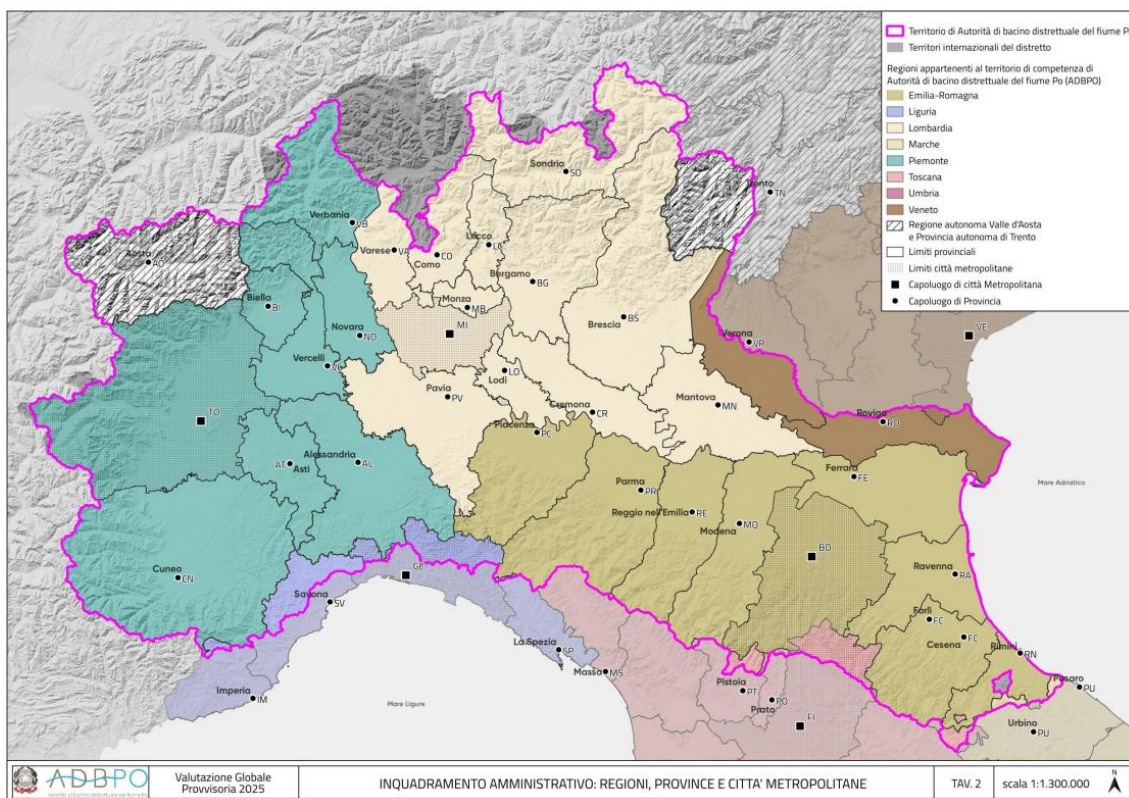 Territorio di Autorità di bacino distrettuale del fiume Po
Territori internazionali del distretto
Regioni appartenenti al territorio di competenza di
Autorità di bacino distrettuale del fiume Po (ADBPO)
Emilia-Romagna
Liguria
Lombardia
Marche
Piemonte
Toscana
Umbria
Veneto
Regione autonoma Valle d'Aosta
e Provincia autonoma di Trento
Limiti provinciali
Limiti città metropolitane
Capoluogo di città Metropolitana
Capoluogo di Provincia
Sondrio
SO
Trento
TN
Verbania
VB
Varese
VA
Como
CO
Lecco
Aosta
AO
Bergamo
BG
Biella
BI
Monza
MB
MI
Novara
NO
Brescia
BS
Verona
VR
VE
Vercelli
Lodi
LO
Pavia
PV
Cremona
CR
Mantova
MN
Rovigo
RO
TO
Piacenza
PC
Alessandria
AL
AT
Asti
Ferrara
FE
Mare Adriatico
Parma
PR
Reggio nell'Emilia
RE
Modena
MO
BO
Cuneo
CN
GE
Ravenna
RA
Savona
SV
Forlì
FC
Cesena
FC
Rimini
RN
La Spezia
SP
Massa
MS
Pistoia
PT
Prato
PO
FI
Pesaro
PU
Urbino
PU
Imperia
IM
Mare Ligure
ADBPO
Valutazione Globale
Provvisoria 2025
INQUADRAMENTO AMMINISTRATIVO: REGIONI, PROVINCE E CITTA' METROPOLITANE
TAV. 2
scala 1:1.300.000
N